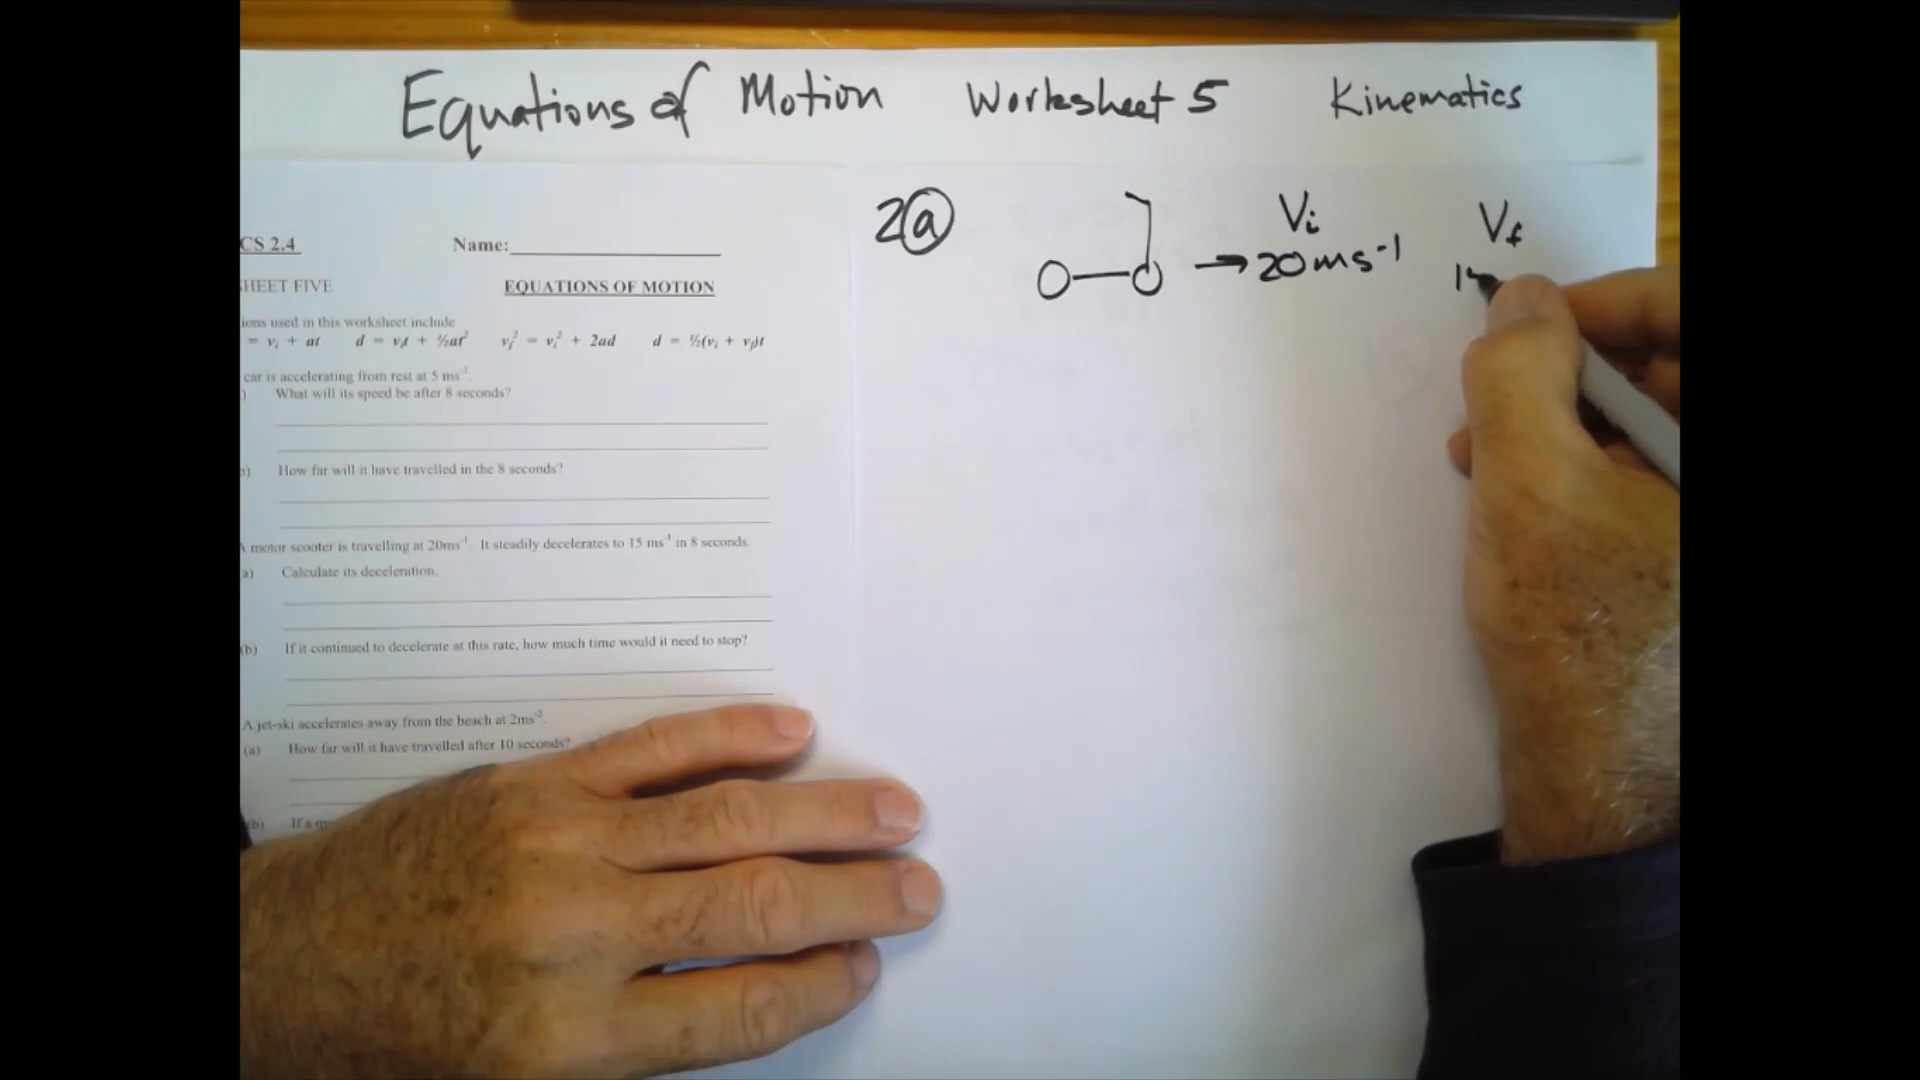 Equations of Motion Worksheet 5 Kinematics
CS 2.4 Name:
HEET FIVE EQUATIONS OF MOTION
ions used in this worksheet include
= vᵢ + at d = vᵢt + ½at² v_f² = vᵢ² + 2ad d = ½(vᵢ + v_f)t
car is accelerating from rest at 5 ms⁻².
) What will its speed be after 8 seconds?
) How far will it have travelled in the 8 seconds?
A motor scooter is travelling at 20ms⁻¹. It steadily decelerates to 15 ms⁻¹ in 8 seconds.
a) Calculate its deceleration.
(b) If it continued to decelerate at this rate, how much time would it need to stop?
A jet-ski accelerates away from the beach at 2ms⁻².
(a) How far will it have travelled after 10 seconds?
(b) If a
2(a)
Vi Vf
→20ms⁻¹